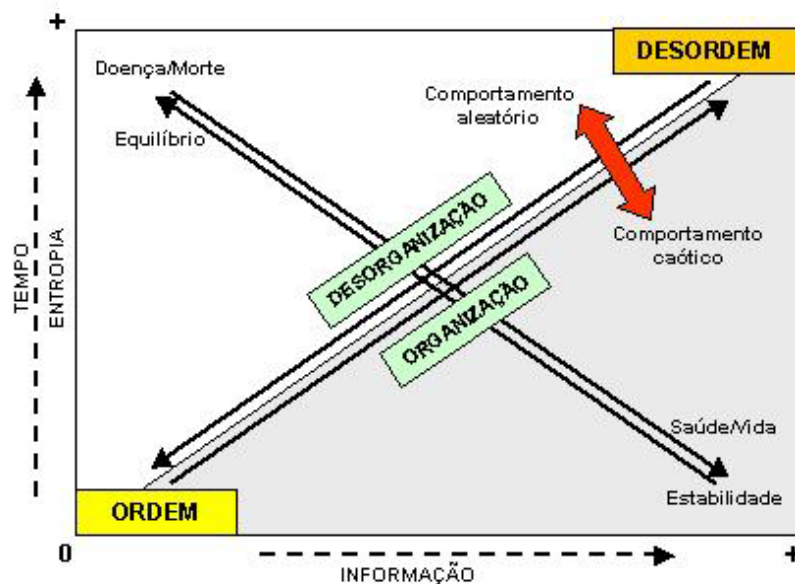 +
DESORDEM
Doença/Morte
Comportamento
aleatório
Equilíbrio
DESORGANIZAÇÃO
Comportamento
caótico
TEMPO
ENTROPIA
ORGANIZAÇÃO
Saúde/Vida
Estabilidade
ORDEM
0
+
INFORMAÇÃO